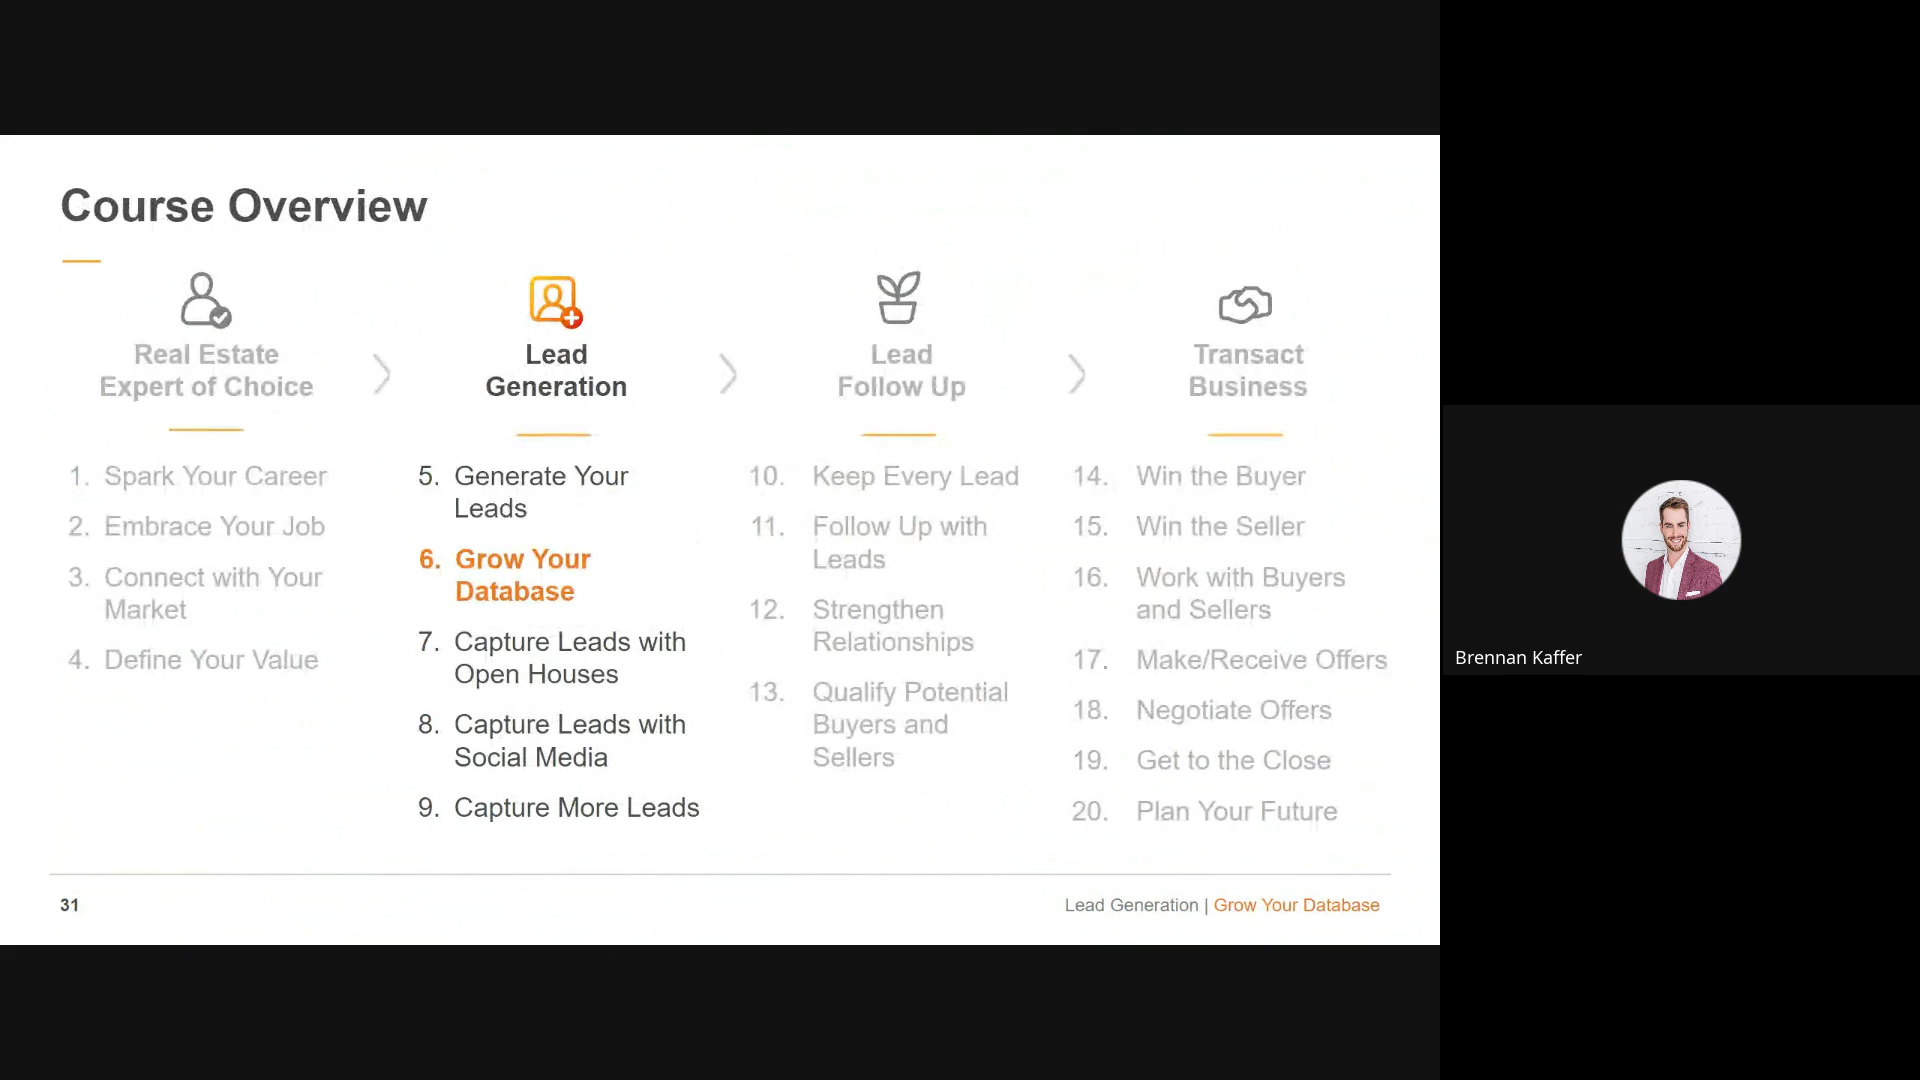 Course Overview
Real Estate
Expert of Choice
1. Spark Your Career
2. Embrace Your Job
3. Connect with Your
Market
4. Define Your Value
Lead
Generation
5. Generate Your
Leads
6. Grow Your
Database
7. Capture Leads with
Open Houses
8. Capture Leads with
Social Media
9. Capture More Leads
Lead
Follow Up
10. Keep Every Lead
11. Follow Up with
Leads
12. Strengthen
Relationships
13. Qualify Potential
Buyers and
Sellers
Transact
Business
14. Win the Buyer
15. Win the Seller
16. Work with Buyers
and Sellers
17. Make/Receive Offers
18. Negotiate Offers
19. Get to the Close
20. Plan Your Future
31
Lead Generation | Grow Your Database
Brennan Kaffer